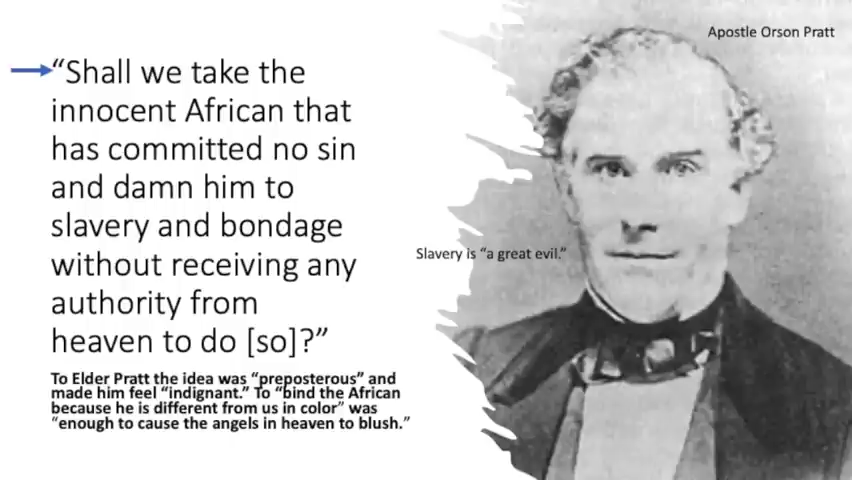 Apostle Orson Pratt
“Shall we take the
innocent African that
has committed no sin
and damn him to
slavery and bondage
without receiving any
authority from
heaven to do [so]?”
Slavery is “a great evil.”
To Elder Pratt the idea was “preposterous” and
made him feel “indignant.” To “bind the African
because he is different from us in color” was
“enough to cause the angels in heaven to blush.”